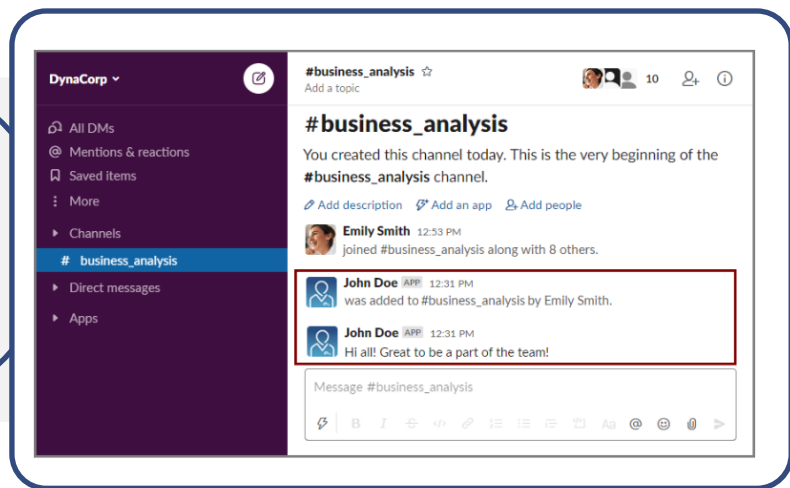 DynaCorp
#business_analysis
Add a topic
10
All DMs
Mentions & reactions
Saved items
More
Channels
# business_analysis
Direct messages
Apps
#business_analysis
You created this channel today. This is the very beginning of the
#business_analysis channel.
Add description Add an app Add people
Emily Smith 12:53 PM
joined #business_analysis along with 8 others.
John Doe APP 12:31 PM
was added to #business_analysis by Emily Smith.
John Doe APP 12:31 PM
Hi all! Great to be a part of the team!
Message #business_analysis
B I S </> Aa @